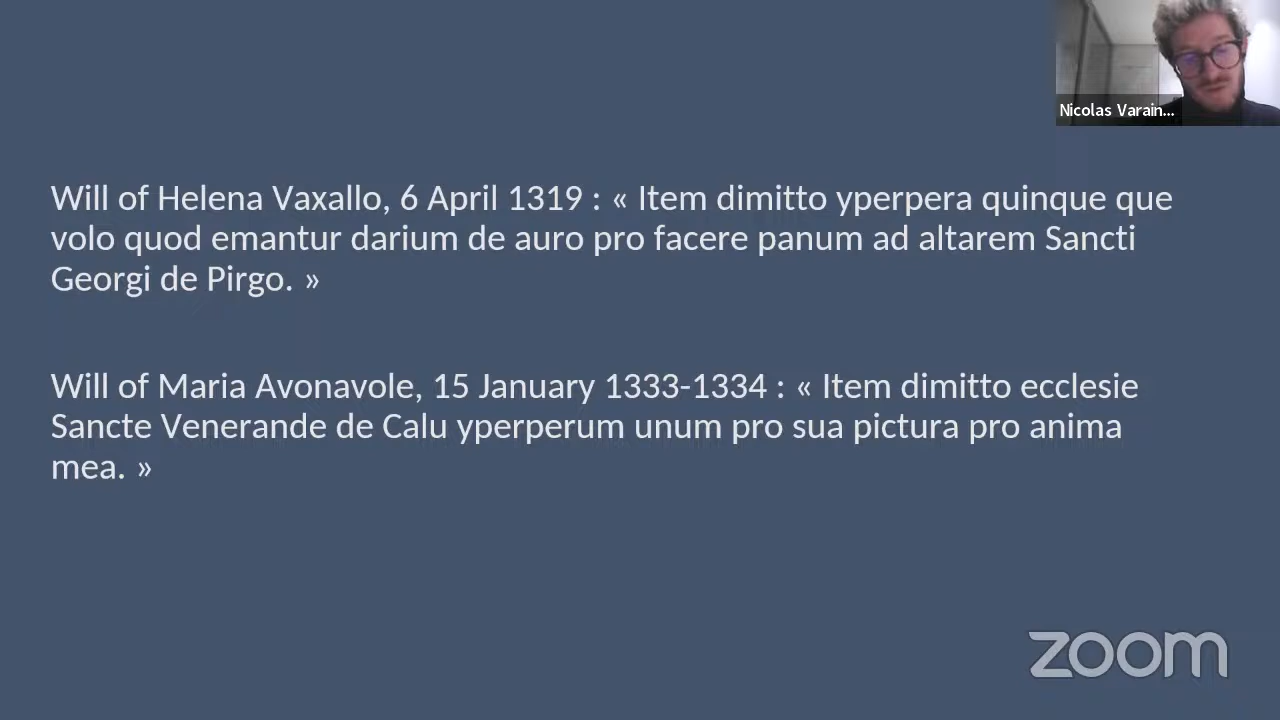 Nicolas Varain...
Will of Helena Vaxallo, 6 April 1319 : « Item dimitto yperpera quinque que
volo quod emantur darium de auro pro facere panum ad altarem Sancti
Georgi de Pirgo. »
Will of Maria Avonavole, 15 January 1333-1334 : « Item dimitto ecclesie
Sancte Venerande de Calu yperperum unum pro sua pictura pro anima
mea. »
zoom